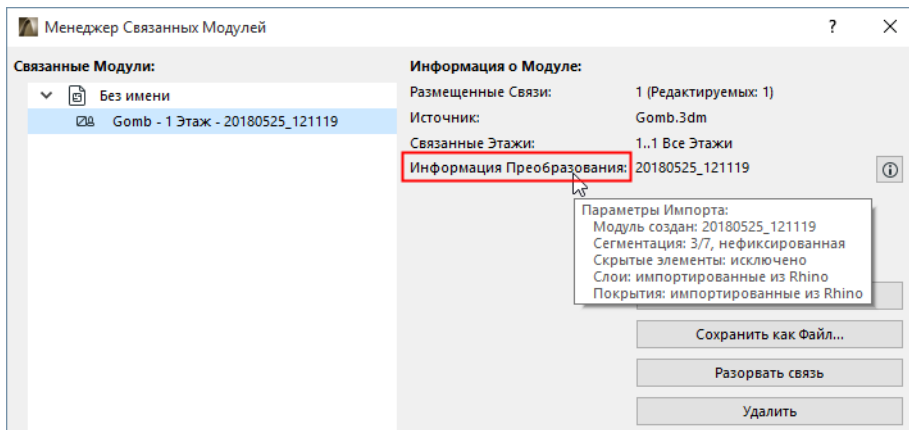 Менеджер Связанных Модулей
?
Связанные Модули:
Без имени
Gomb - 1 Этаж - 20180525_121119
Информация о Модуле:
Размещенные Связи: 1 (Редактируемых: 1)
Источник: Gomb.3dm
Связанные Этажи: 1..1 Все Этажи
Информация Преобразования: 20180525_121119
Параметры Импорта:
Модуль создан: 20180525_121119
Сегментация: 3/7, нефиксированная
Скрытые элементы: исключено
Слои: импортированные из Rhino
Покрытия: импортированные из Rhino
Сохранить как Файл...
Разорвать связь
Удалить